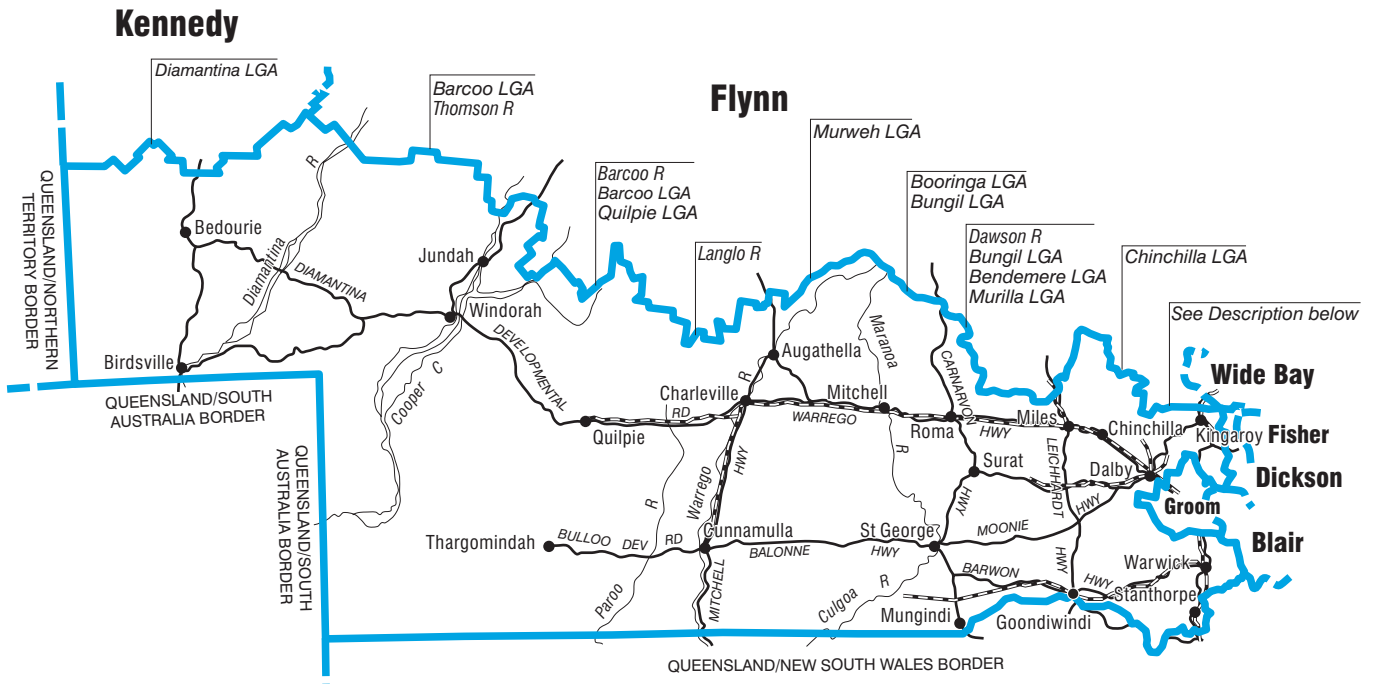 Kennedy
Diamantina LGA
Barcoo LGA
Thomson R
Flynn
Murweh LGA
Barcoo R
Barcoo LGA
Quilpie LGA
Booringa LGA
Bungil LGA
Langlo R
Dawson R
Bungil LGA
Bendemere LGA
Murilla LGA
Chinchilla LGA
See Description below
QUEENSLAND/NORTHERN
TERRITORY BORDER
Bedourie
Diamantina
R
DIAMANTINA
Jundah
Windorah
DEVELOPMENTAL
Birdsville
QUEENSLAND/SOUTH
AUSTRALIA BORDER
Cooper C
QUEENSLAND/SOUTH
AUSTRALIA BORDER
Augathella
Maranoa
R
CARNARVON
HWY
Charleville
R
Mitchell
WARREGO
HWY
Quilpie
RD
Roma
Miles
Chinchilla
Kingaroy
Wide Bay
Fisher
Dickson
Groom
Blair
Surat
Dalby
LEICHHARDT
HWY
Warrego
HWY
MITCHELL
R
Paroo
Thargomindah
BULLOO DEV RD
Cunnamulla
BALONNE HWY
St George
MOONIE HWY
Culgoa R
BARWON HWY
Warwick
Stanthorpe
Mungindi
Goondiwindi
QUEENSLAND/NEW SOUTH WALES BORDER